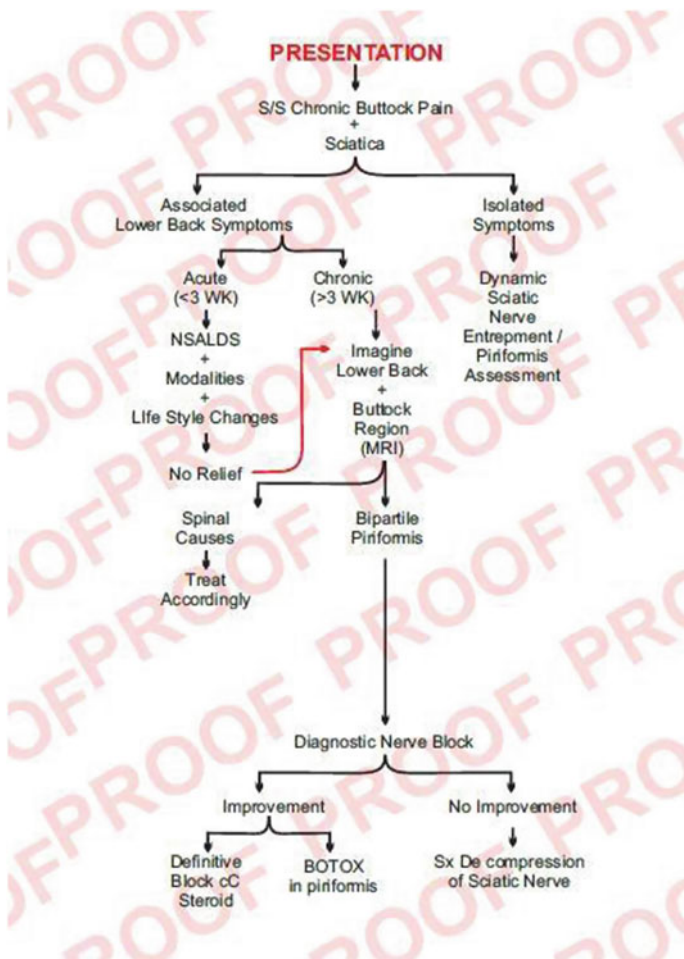 PRESENTATION
S/S Chronic Buttock Pain
+
Sciatica
Associated
Lower Back Symptoms
Isolated
Symptoms
Acute
(<3 WK)
Chronic
(>3 WK)
Dynamic
Sciatic
Nerve
Entrepment /
Piriformis
Assessment
NSALDS
+
Modalities
+
LIfe Style Changes
No Relief
Imagine
Lower Back
+
Buttock
Region
(MRI)
Spinal
Causes
Treat
Accordingly
Bipartile
Piriformis
Diagnostic Nerve Block
Improvement
No Improvement
Definitive
Block cC
Steroid
BOTOX
in piriformis
Sx De compression
of Sciatic Nerve
PROOF PROOF PROOF